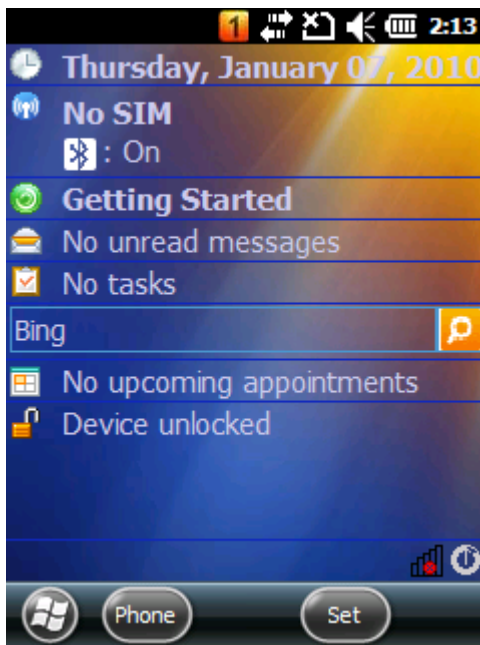 1 2:13
Thursday, January 07, 2010
No SIM
: On
Getting Started
No unread messages
No tasks
Bing
No upcoming appointments
Device unlocked
Phone Set